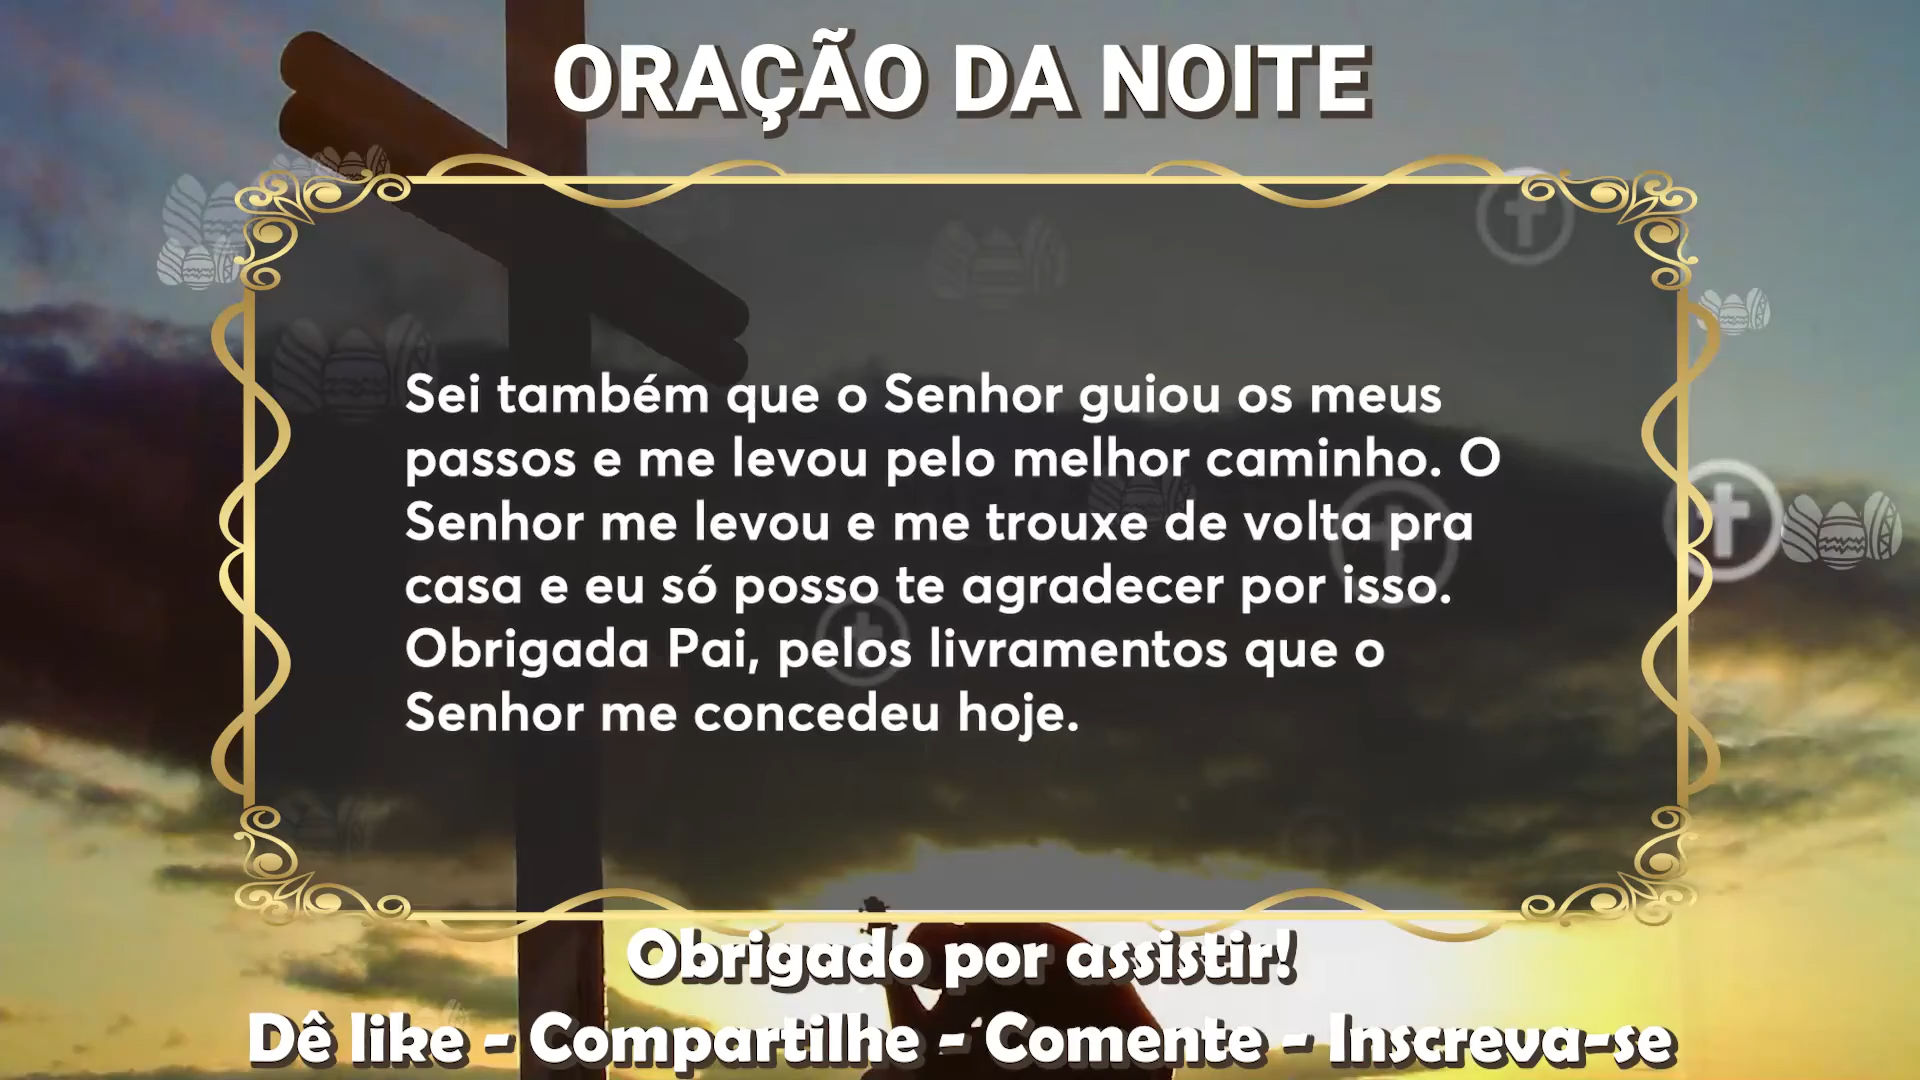 ORAÇÃO DA NOITE
Sei também que o Senhor guiou os meus
passos e me levou pelo melhor caminho. O
Senhor me levou e me trouxe de volta pra
casa e eu só posso te agradecer por isso.
Obrigada Pai, pelos livramentos que o
Senhor me concedeu hoje.
Obrigado por assistir!
Dê like - Compartilhe - Comente - Inscreva-se